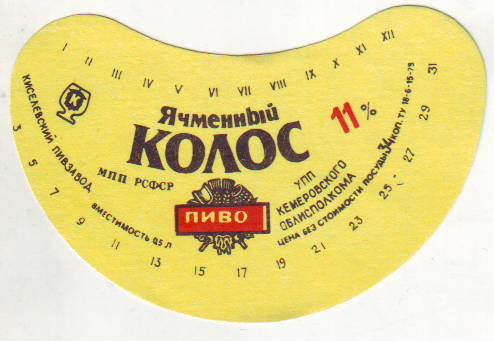 I II III IV V VI VII VIII IX X XI XII
К
КИСЕЛЕВСКИЙ ПИВЗАВОД
Ячменный
КОЛОС
11%
МПП РСФСР
ПИВО
ВМЕСТИМОСТЬ 0,5 Л
УПП
КЕМЕРОВСКОГО
ОБЛИСПОЛКОМА
ЦЕНА БЕЗ СТОИМОСТИ ПОСУДЫ 34 КОП. ТУ 18-6-15-79
3 5 7 9 11 13 15 17 19 21 23 25 27 29 31